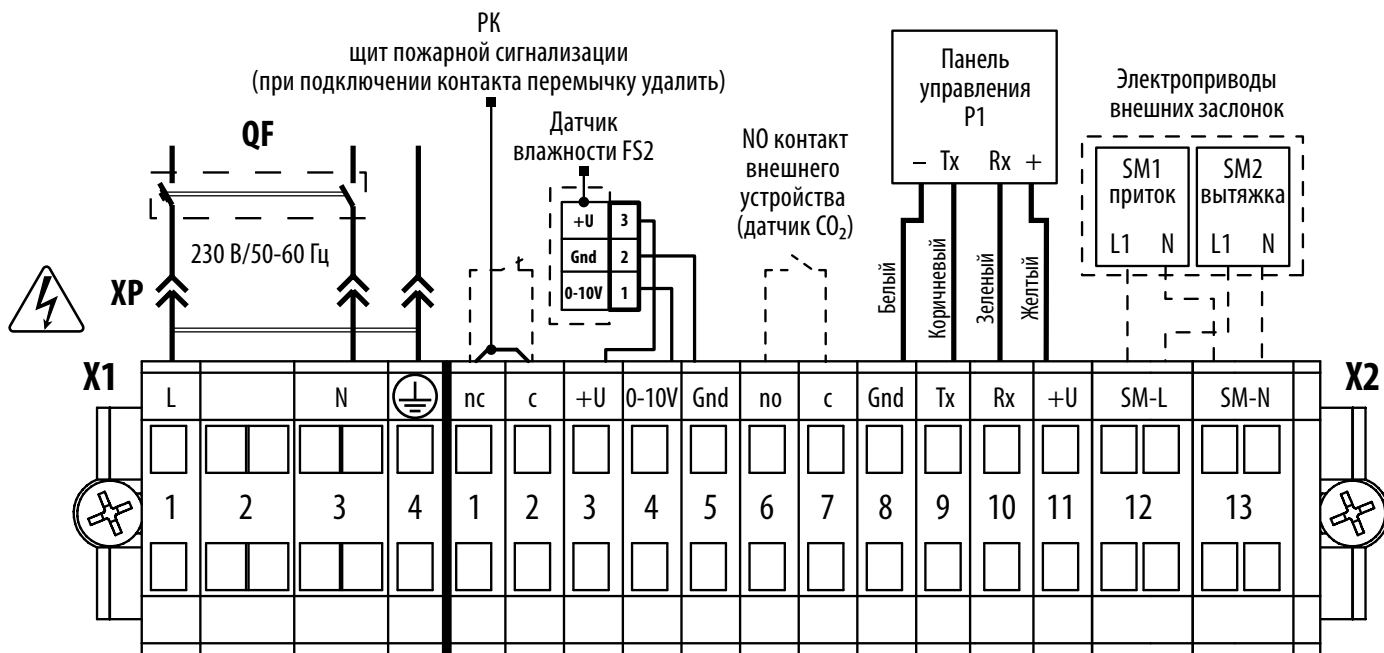 РК
щит пожарной сигнализации
(при подключении контакта перемычку удалить)
QF
230 В/50-60 Гц
XP
Датчик
влажности FS2
+U 3
Gnd 2
0-10V 1
NO контакт
внешнего
устройства
(датчик CO₂)
Панель
управления
P1
– Tx Rx +
Белый
Коричневый
Зеленый
Желтый
Электроприводы
внешних заслонок
SM1
приток
L1 N
SM2
вытяжка
L1 N
X1
X2
L N nc c +U 0-10V Gnd no c Gnd Tx Rx +U SM-L SM-N
1 2 3 4 1 2 3 4 5 6 7 8 9 10 11 12 13